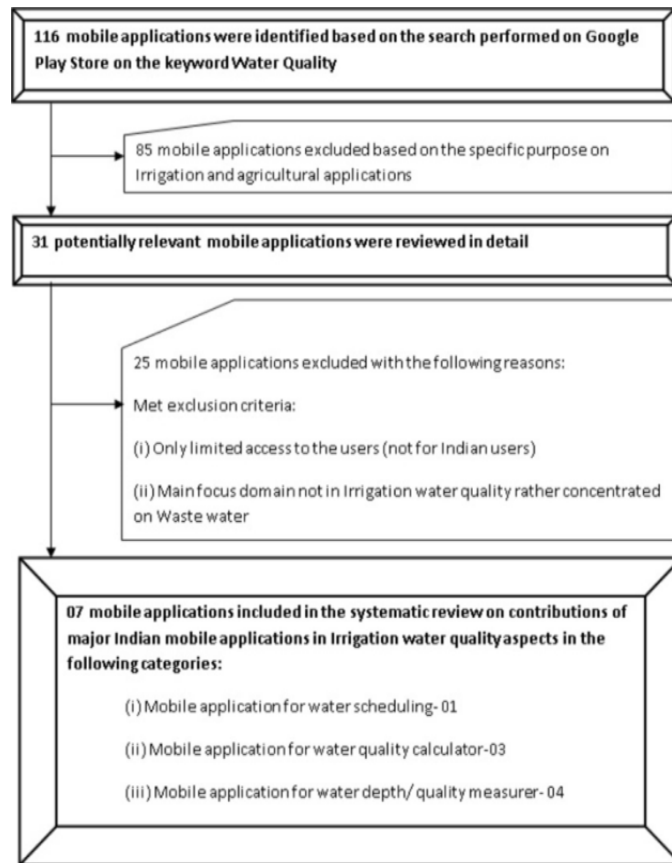 116 mobile applications were identified based on the search performed on Google
Play Store on the keyword Water Quality
85 mobile applications excluded based on the specific purpose on
Irrigation and agricultural applications
31 potentially relevant mobile applications were reviewed in detail
25 mobile applications excluded with the following reasons:
Met exclusion criteria:
(i) Only limited access to the users (not for Indian users)
(ii) Main focus domain not in Irrigation water quality rather concentrated
on Waste water
07 mobile applications included in the systematic review on contributions of
major Indian mobile applications in Irrigation water quality aspects in the
following categories:
(i) Mobile application for water scheduling- 01
(ii) Mobile application for water quality calculator-03
(iii) Mobile application for water depth/ quality measurer- 04